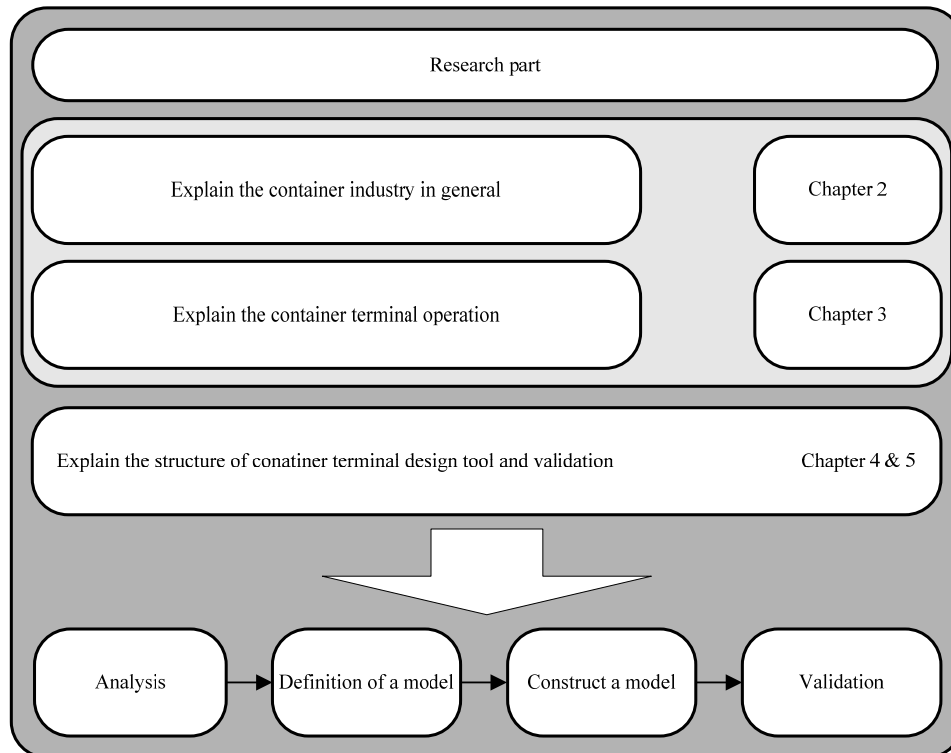 Research part
Explain the container industry in general
Chapter 2
Explain the container terminal operation
Chapter 3
Explain the structure of conatiner terminal design tool and validation
Chapter 4 & 5
Analysis
Definition of a model
Construct a model
Validation